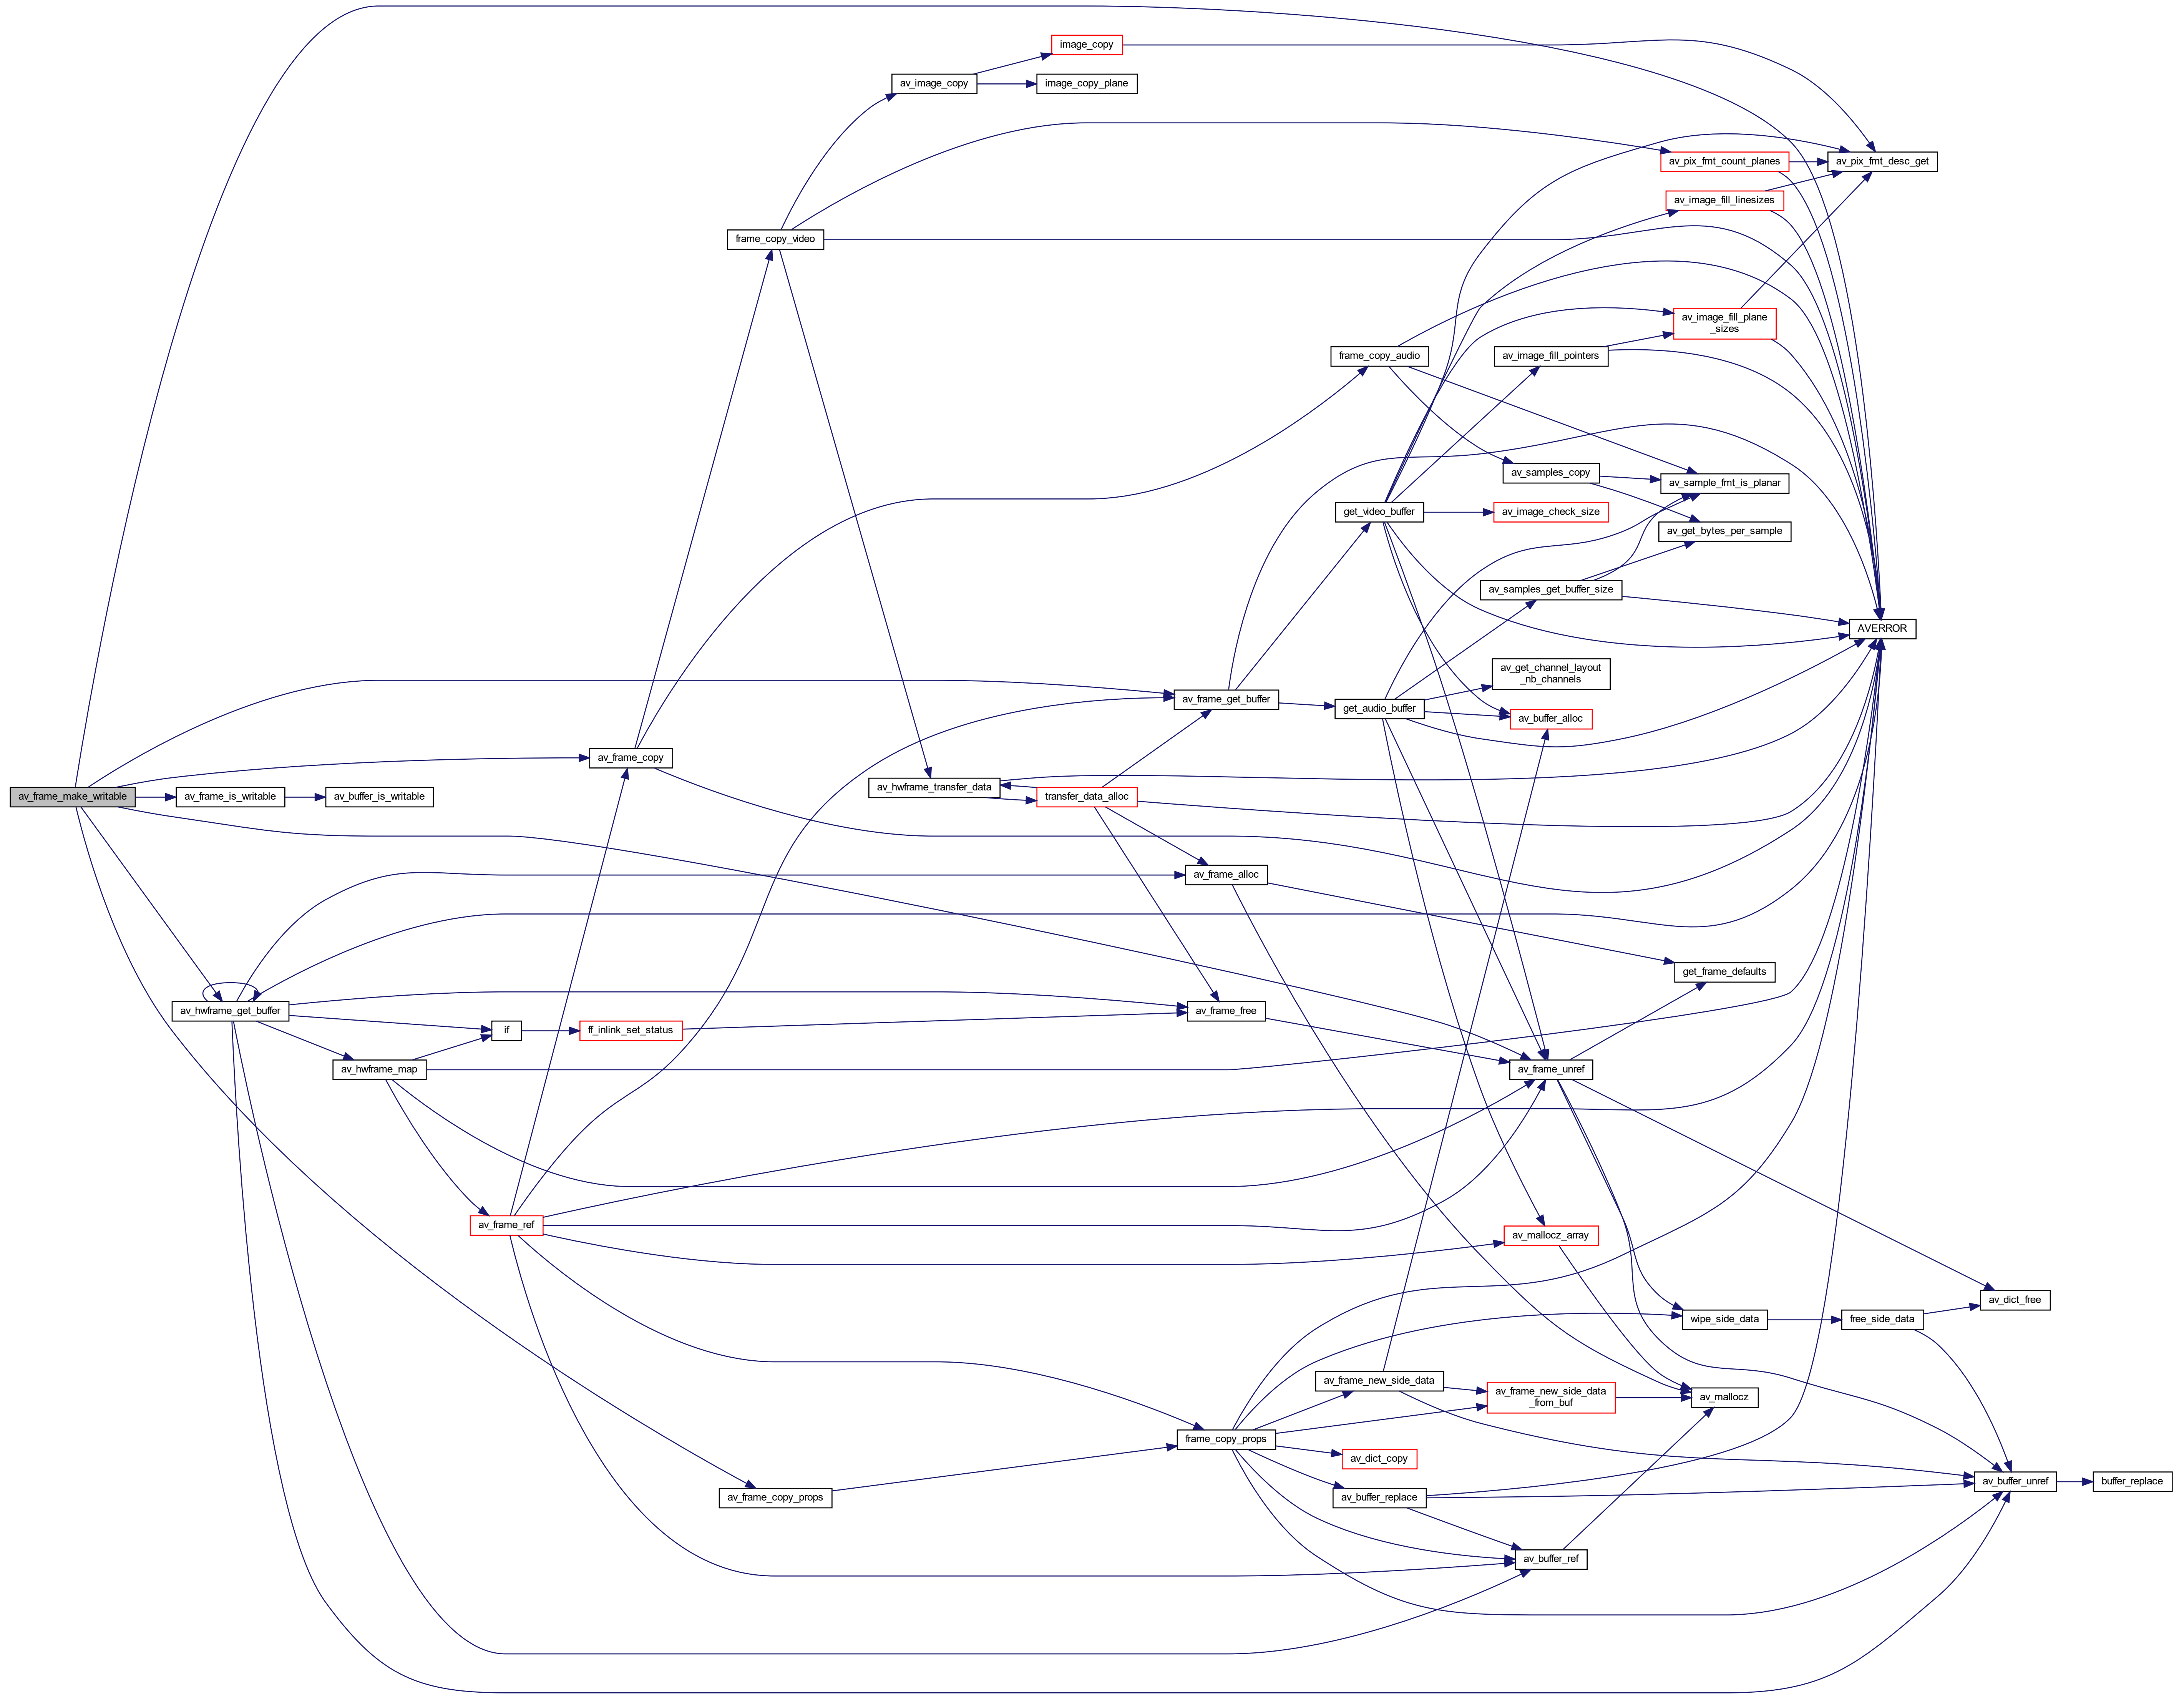 image_copy
av_image_copy
image_copy_plane
av_pix_fmt_count_planes
av_pix_fmt_desc_get
av_image_fill_linesizes
frame_copy_video
av_image_fill_plane
_sizes
frame_copy_audio
av_image_fill_pointers
av_samples_copy
av_sample_fmt_is_planar
get_video_buffer
av_image_check_size
av_get_bytes_per_sample
av_samples_get_buffer_size
AVERROR
av_get_channel_layout
_nb_channels
av_frame_get_buffer
get_audio_buffer
av_buffer_alloc
av_frame_copy
av_hwframe_transfer_data
av_frame_make_writable
av_frame_is_writable
av_buffer_is_writable
transfer_data_alloc
av_frame_alloc
get_frame_defaults
av_hwframe_get_buffer
av_frame_free
if
ff_inlink_set_status
av_hwframe_map
av_frame_unref
av_frame_ref
av_mallocz_array
av_dict_free
wipe_side_data
free_side_data
av_frame_new_side_data
av_frame_new_side_data
_from_buf
av_mallocz
frame_copy_props
av_dict_copy
av_buffer_unref
buffer_replace
av_frame_copy_props
av_buffer_replace
av_buffer_ref